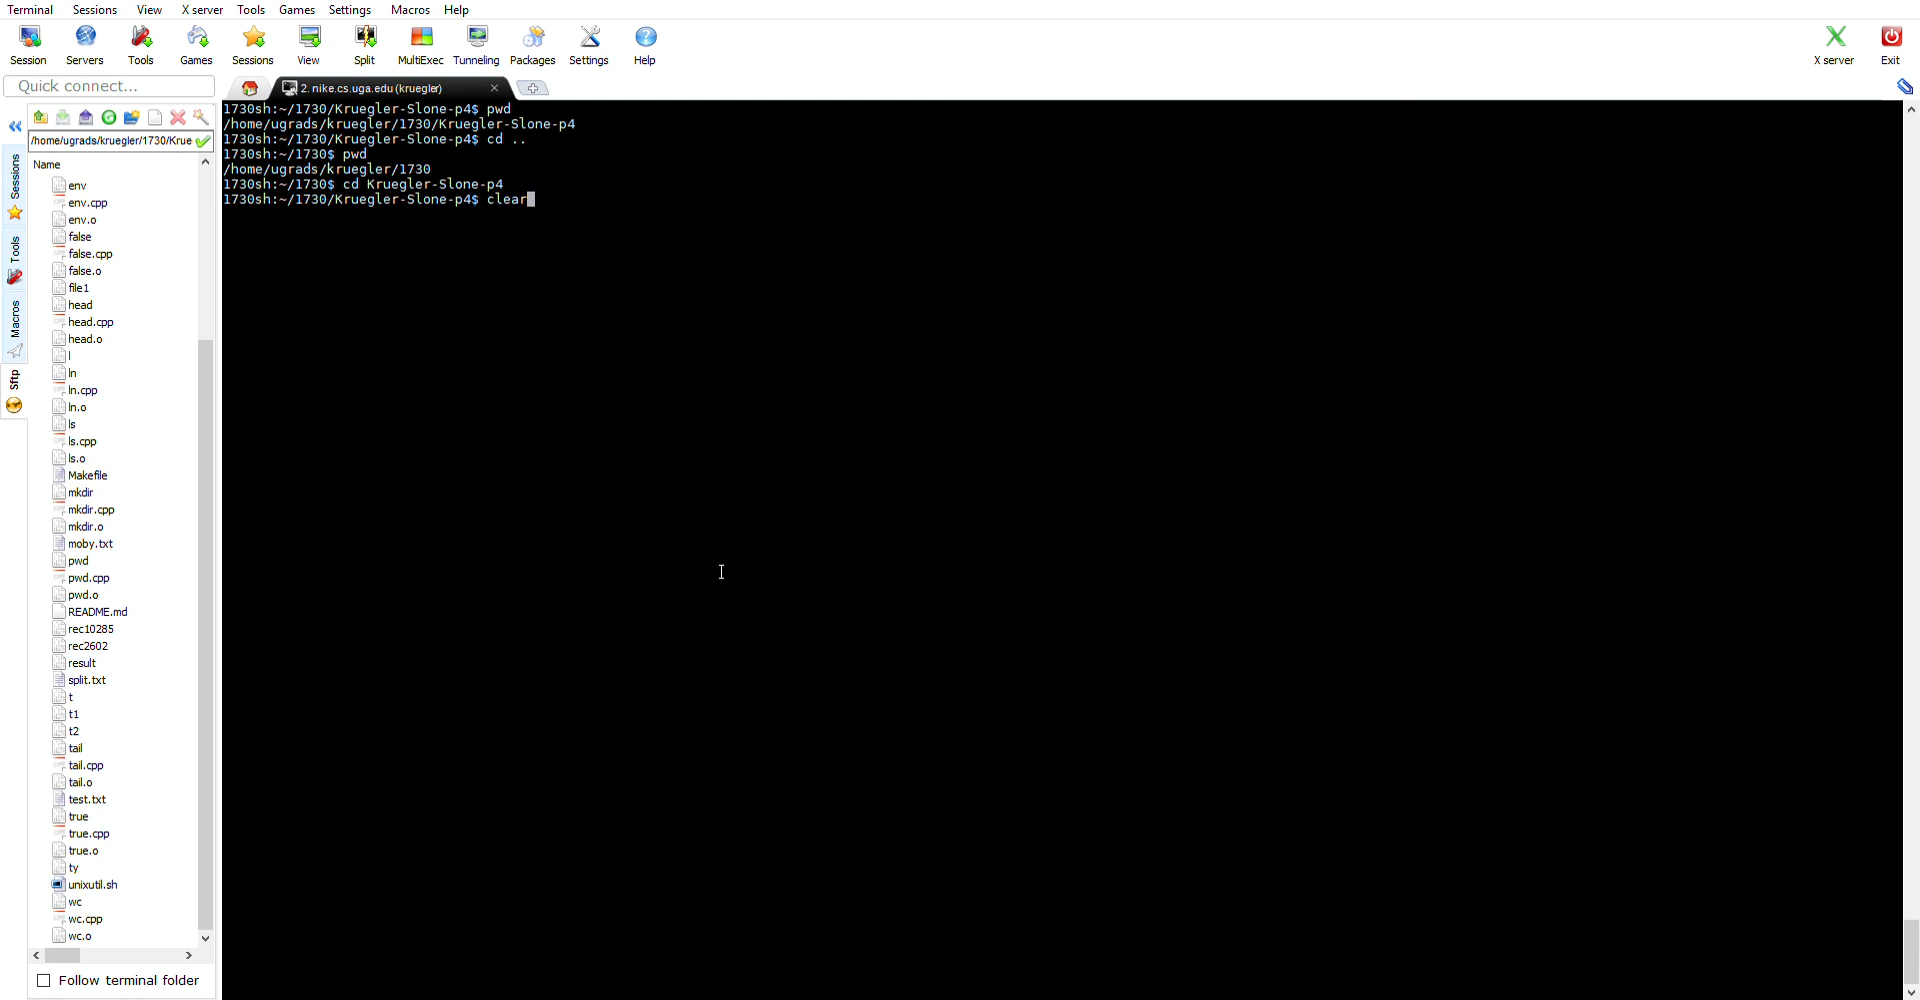 Terminal Sessions View X server Tools Games Settings Macros Help
Session Servers Tools Games Sessions View Split MultiExec Tunneling Packages Settings Help X server Exit
Quick connect...
2. nike.cs.uga.edu (kruegler)
/home/ugrads/kruegler/1730/Krue
Name
Sessions
Tools
Macros
Sftp
env
env.cpp
env.o
false
false.cpp
false.o
file1
head
head.cpp
head.o
l
ln
ln.cpp
ln.o
ls
ls.cpp
ls.o
Makefile
mkdir
mkdir.cpp
mkdir.o
moby.txt
pwd
pwd.cpp
pwd.o
README.md
rec10285
rec2602
result
split.txt
t
t1
t2
tail
tail.cpp
tail.o
test.txt
true
true.cpp
true.o
ty
unixutil.sh
wc
wc.cpp
wc.o
Follow terminal folder
1730sh:~/1730/Kruegler-Slone-p4$ pwd
/home/ugrads/kruegler/1730/Kruegler-Slone-p4
1730sh:~/1730/Kruegler-Slone-p4$ cd ..
1730sh:~/1730$ pwd
/home/ugrads/kruegler/1730
1730sh:~/1730$ cd Kruegler-Slone-p4
1730sh:~/1730/Kruegler-Slone-p4$ clear